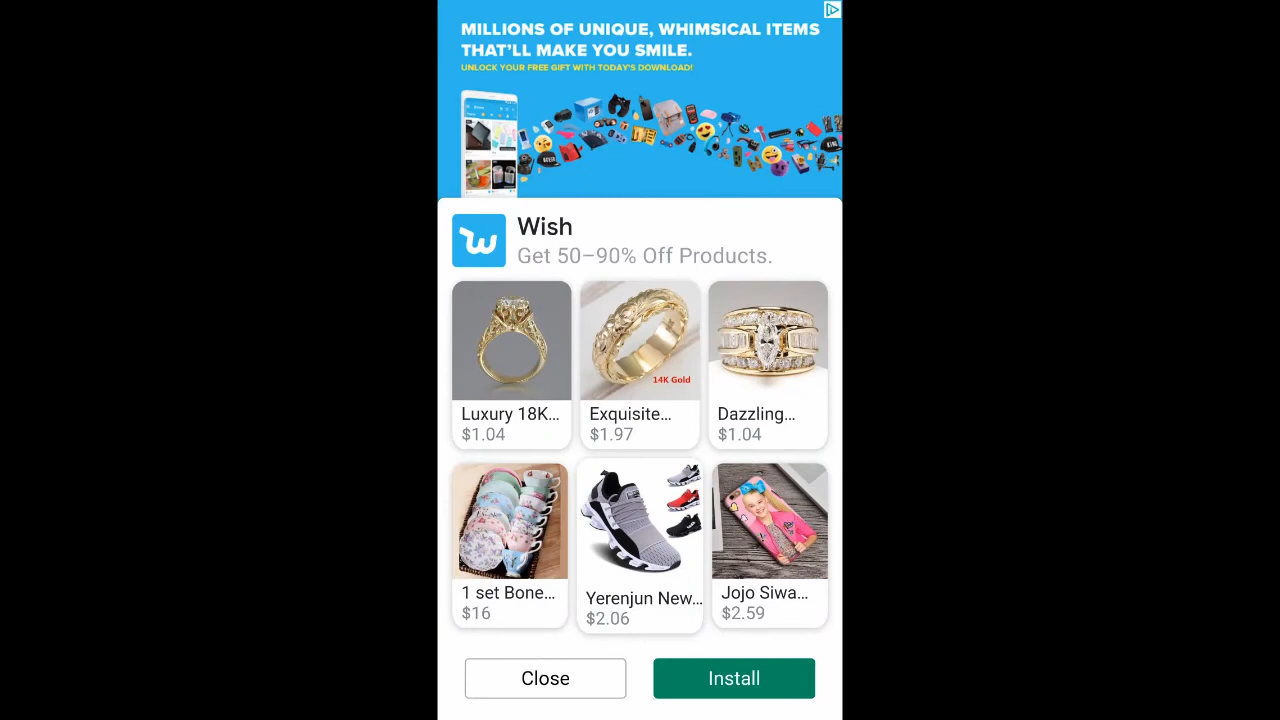 MILLIONS OF UNIQUE, WHIMSICAL ITEMS
THAT'LL MAKE YOU SMILE.
UNLOCK YOUR FREE GIFT WITH TODAY'S DOWNLOAD!
Wish
Get 50–90% Off Products.
14K Gold
Luxury 18K...
$1.04
Exquisite...
$1.97
Dazzling...
$1.04
1 set Bone...
$16
Yerenjun New...
$2.06
Jojo Siwa...
$2.59
Close
Install